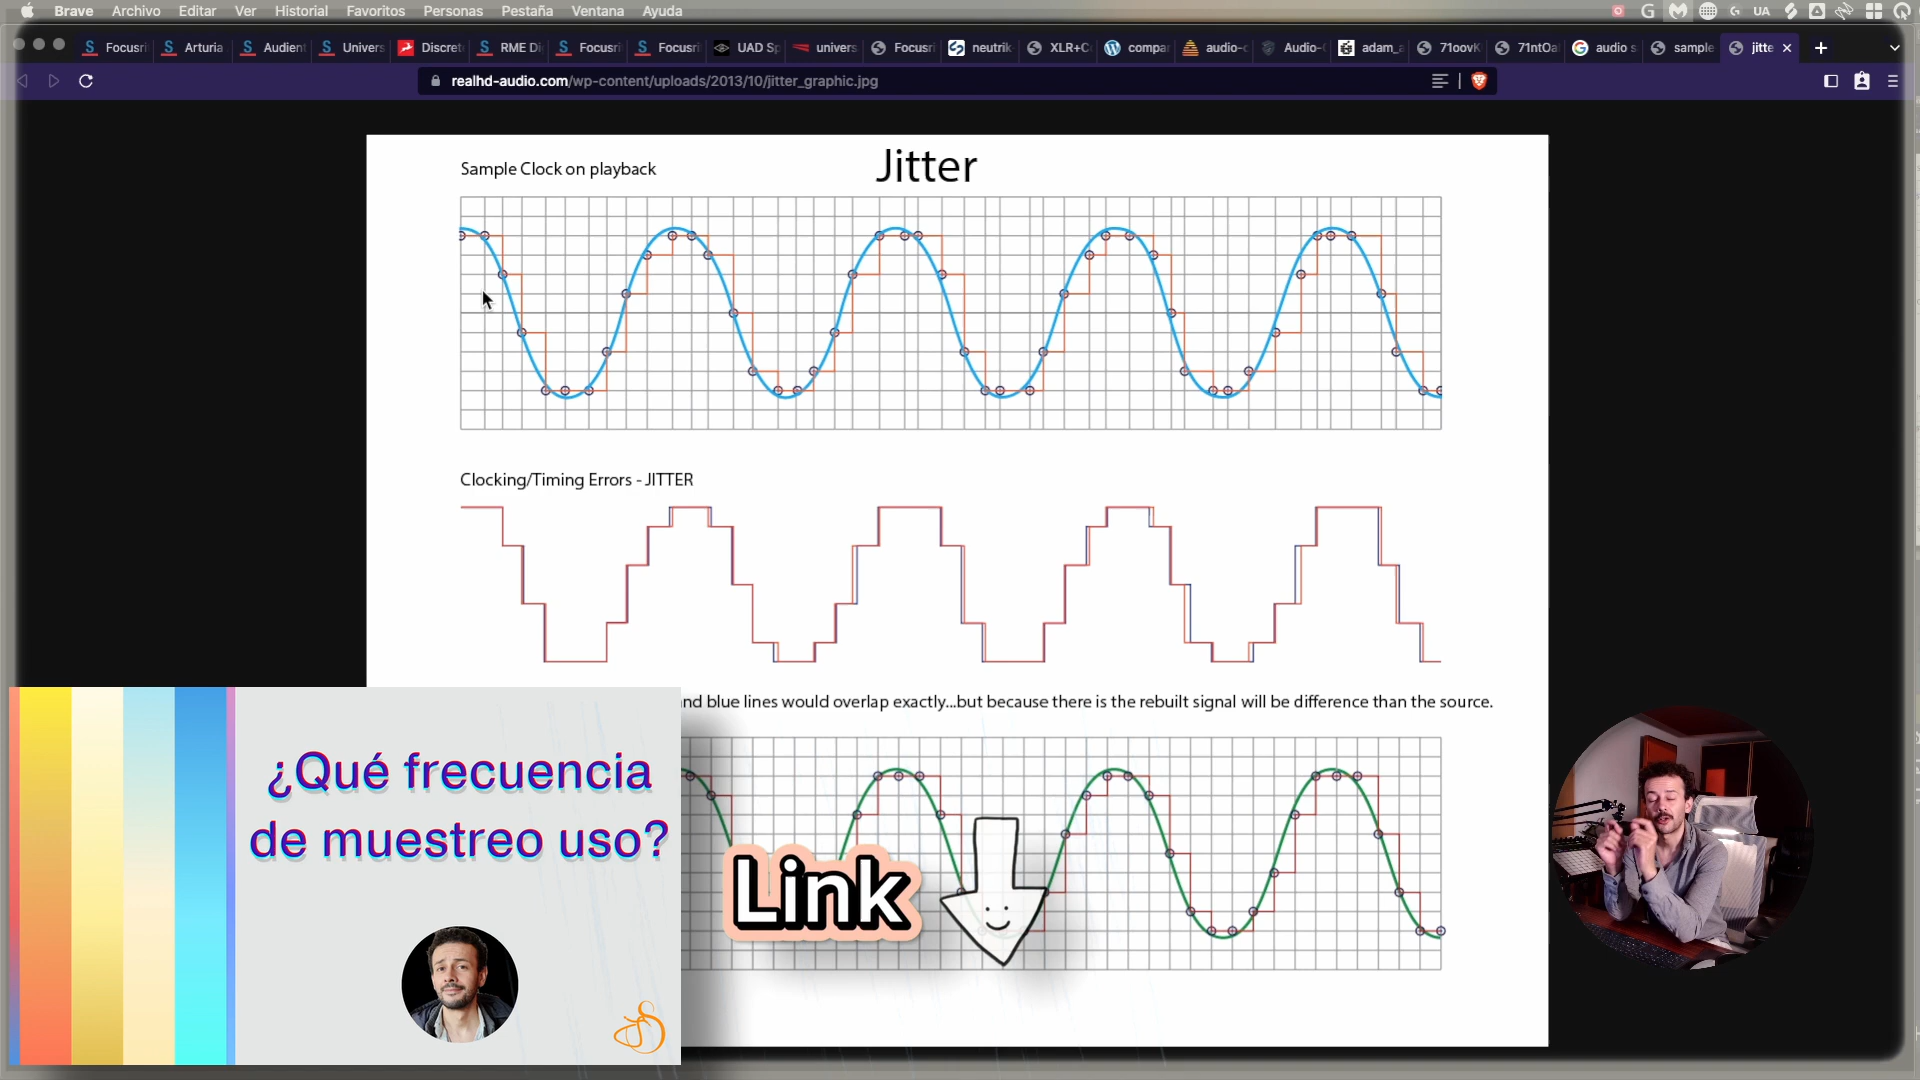 Brave Archivo Editar Ver Historial Favoritos Personas Pestaña Ventana Ayuda
UA
Focusri Arturia Audient Univers Discret RME Di Focusri Focusri UAD Sp univers Focusri neutrik XLR+C compar audio- Audio- adam_a 71oovK 71ntOa audio s sample jitte
realhd-audio.com/wp-content/uploads/2013/10/jitter_graphic.jpg
Jitter
Sample Clock on playback
Clocking/Timing Errors - JITTER
nd blue lines would overlap exactly...but because there is the rebuilt signal will be difference than the source.
¿Qué frecuencia
de muestreo uso?
Link